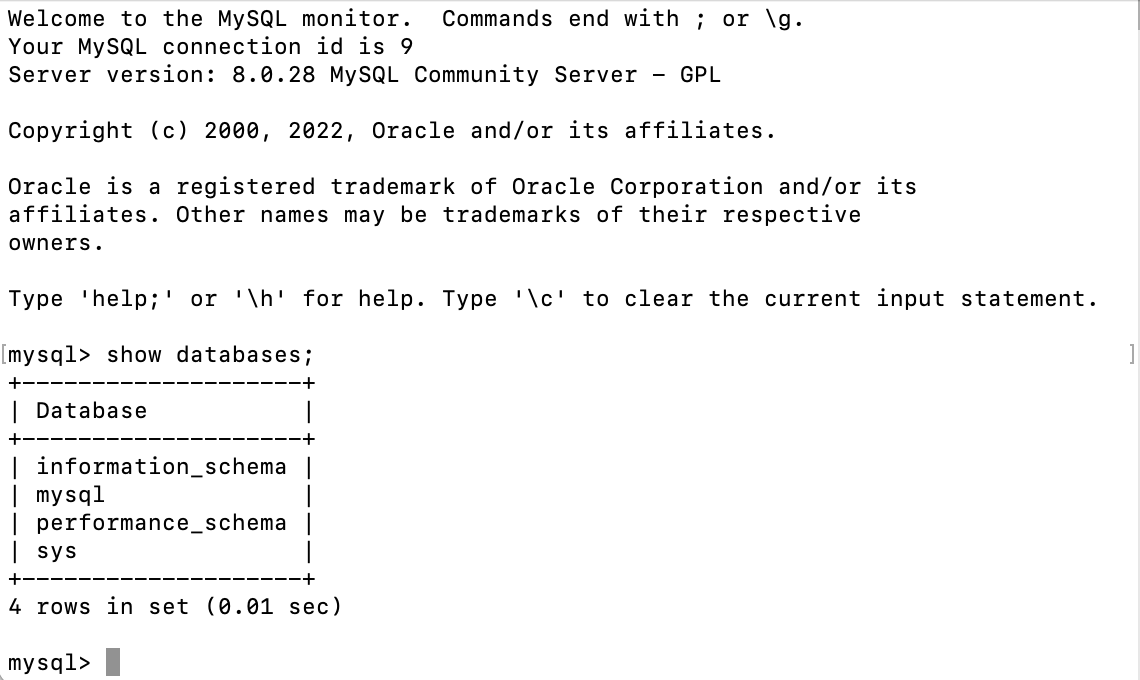 Welcome to the MySQL monitor.  Commands end with ; or \g.
Your MySQL connection id is 9
Server version: 8.0.28 MySQL Community Server - GPL

Copyright (c) 2000, 2022, Oracle and/or its affiliates.

Oracle is a registered trademark of Oracle Corporation and/or its
affiliates. Other names may be trademarks of their respective
owners.

Type 'help;' or '\h' for help. Type '\c' to clear the current input statement.

[mysql> show databases;                                                          ]
+--------------------+
| Database           |
+--------------------+
| information_schema |
| mysql              |
| performance_schema |
| sys                |
+--------------------+
4 rows in set (0.01 sec)

mysql>